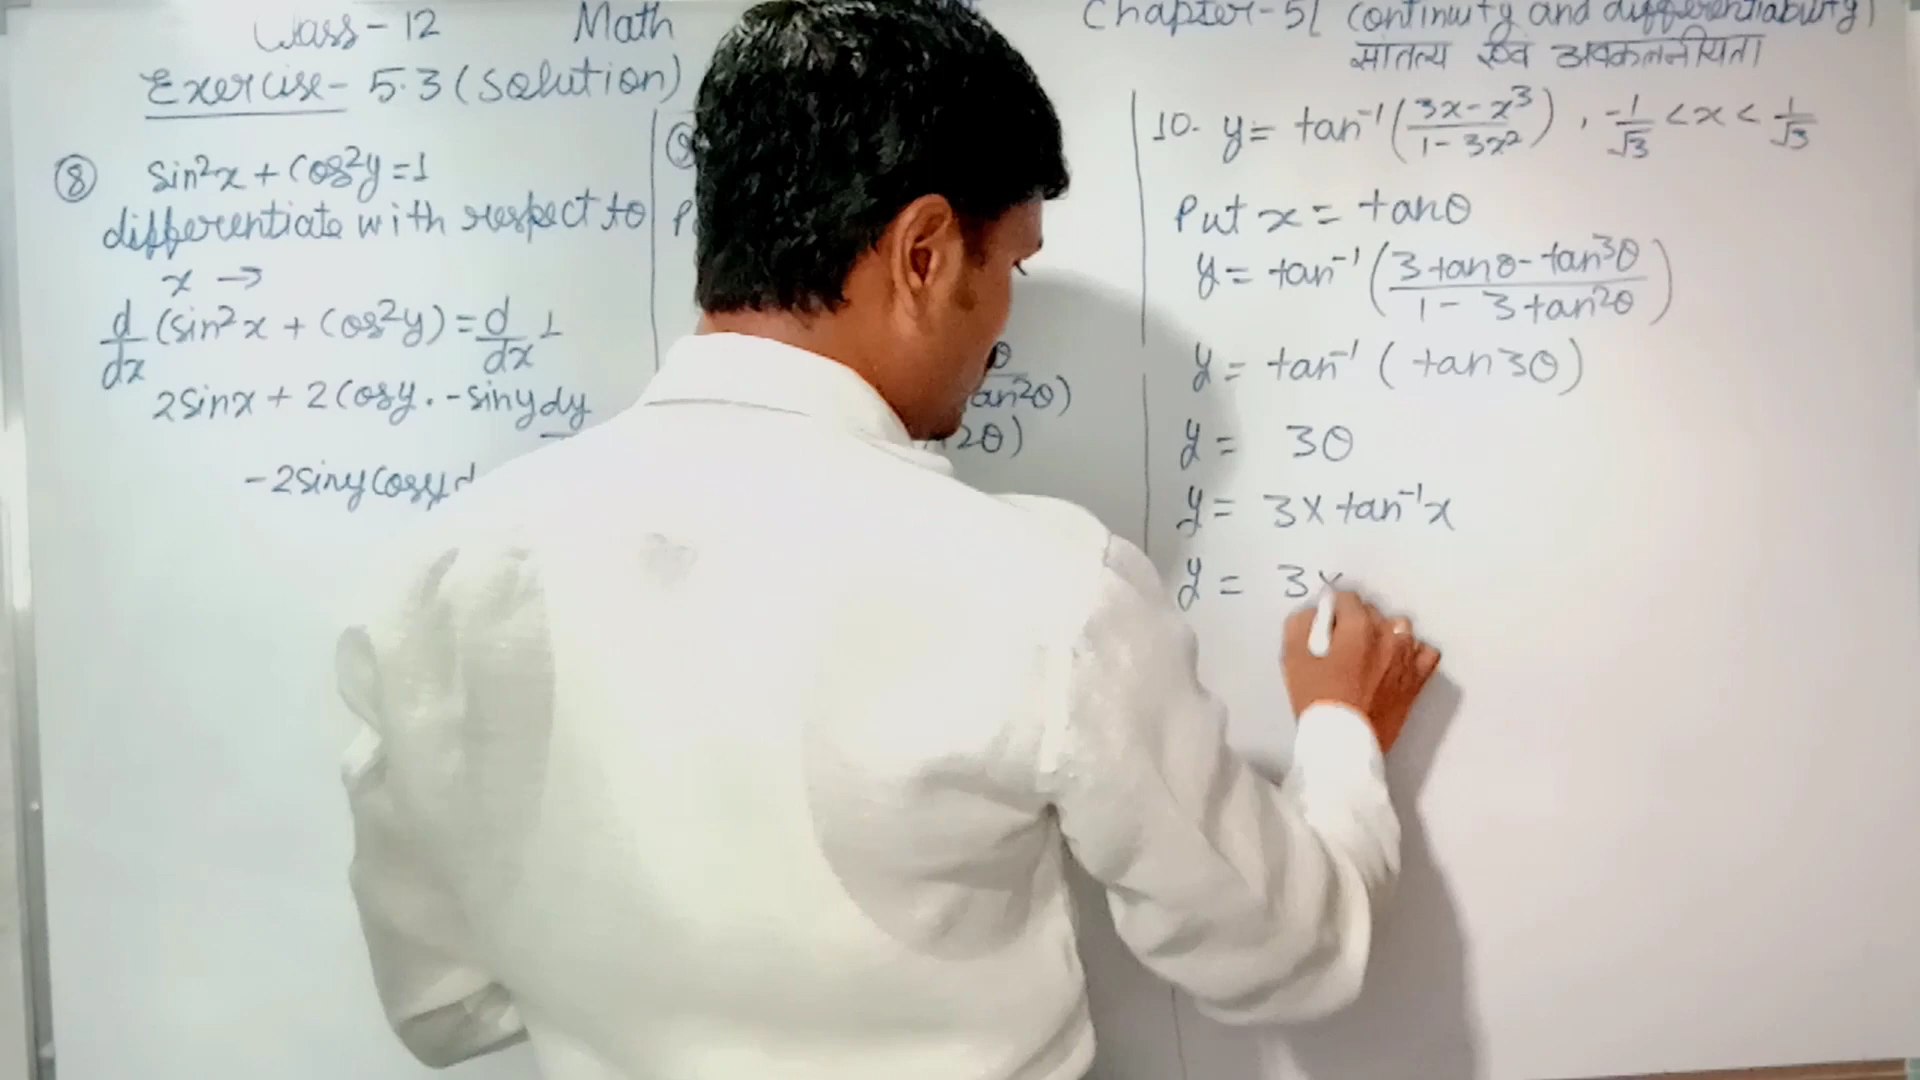 Class - 12 Math
Exercise - 5.3 (Solution)
Chapter - 5 ( Continuity and differentiability )
सांतत्य एवं अवकलनीयता
⑧ sin²x + Cos²y = 1
differentiate with respect to
x →
d/dx (sin²x + Cos²y) = d/dx 1
2sinx + 2Cosy . -siny dy
-2siny Cosy
P
θ
tan²θ)
2θ)
10. y = tan⁻¹ ( (3x - x³)/(1 - 3x²) ) , -1/√3 < x < 1/√3
Put x = tanθ
y = tan⁻¹ ( (3tanθ - tan³θ)/(1 - 3tan²θ) )
y = tan⁻¹ ( tan3θ )
y = 3θ
y = 3 × tan⁻¹x
y = 3 ×